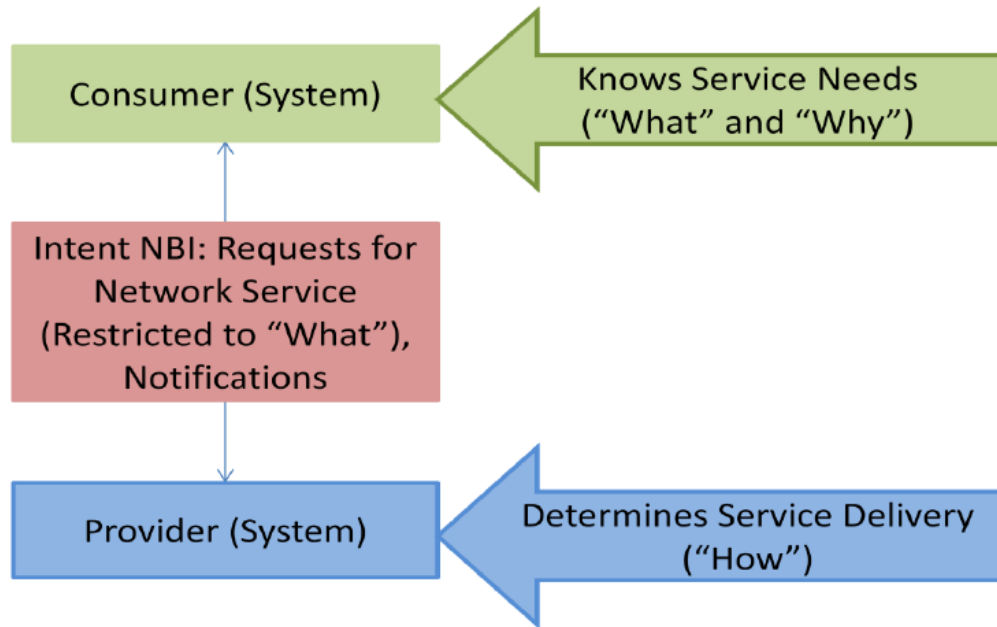 Consumer (System)
Knows Service Needs
(“What” and “Why”)
Intent NBI: Requests for
Network Service
(Restricted to “What”),
Notifications
Provider (System)
Determines Service Delivery
(“How”)